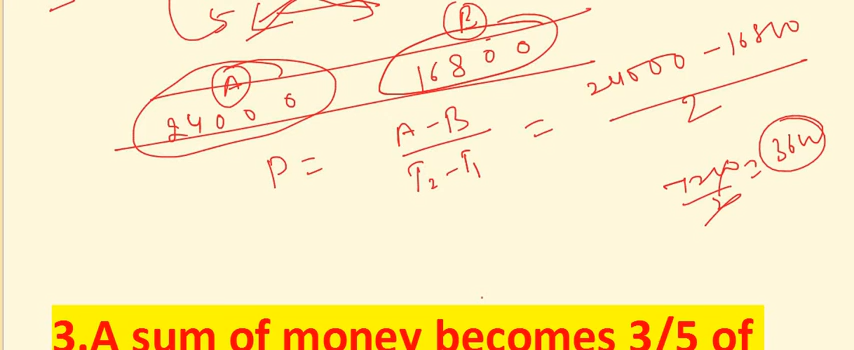 5
A B
24000 16800
P = A-B / T2-T1 = 24000-16800 / 2
7200 / 2 = 3600
3.A sum of money becomes 3/5 of